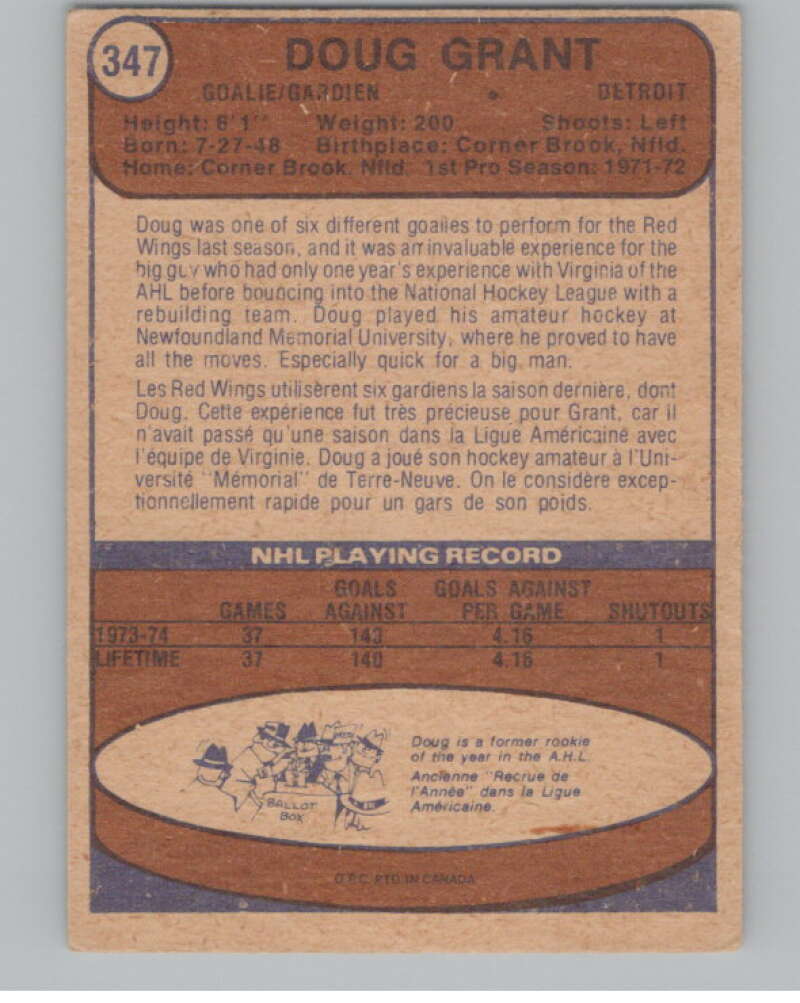 347
DOUG GRANT
GOALIE/GARDIEN • DETROIT
Height: 6'1" Weight: 200 Shoots: Left
Born: 7-27-48 Birthplace: Corner Brook, Nfld.
Home: Corner Brook, Nfld. 1st Pro Season: 1971-72
Doug was one of six different goalies to perform for the Red
Wings last season, and it was an invaluable experience for the
big guy who had only one year's experience with Virginia of the
AHL before bouncing into the National Hockey League with a
rebuilding team. Doug played his amateur hockey at
Newfoundland Memorial University, where he proved to have
all the moves. Especially quick for a big man.
Les Red Wings utilisèrent six gardiens la saison dernière, dont
Doug. Cette expérience fut très précieuse pour Grant, car il
n'avait passé qu'une saison dans la Ligue Américaine avec
l'équipe de Virginie. Doug a joué son hockey amateur à l'Uni-
versité "Mémorial" de Terre-Neuve. On le considère excep-
tionnellement rapide pour un gars de son poids.
NHL PLAYING RECORD
GAMES GOALS AGAINST GOALS AGAINST PER GAME SHUTOUTS
1973-74 37 140 4.16 1
LIFETIME 37 140 4.16 1
Doug is a former rookie
of the year in the A.H.L.
Ancienne "Recrue de
l'Année" dans la Ligue
Américaine.
BALLOT
BOX
O.P.C. PTD. IN CANADA